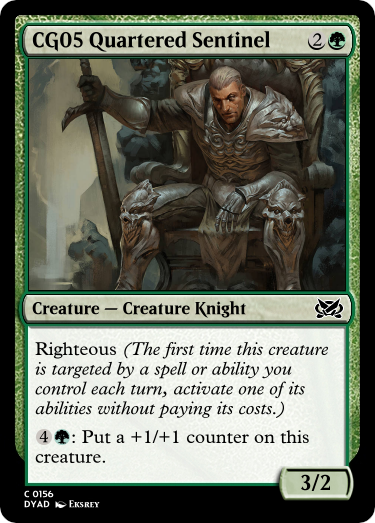 CG05 Quartered Sentinel 2
Creature — Creature Knight
Righteous (The first time this creature
is targeted by a spell or ability you
control each turn, activate one of its
abilities without paying its costs.)
4 : Put a +1/+1 counter on this
creature.
3/2
C 0156
DYAD Eksrey